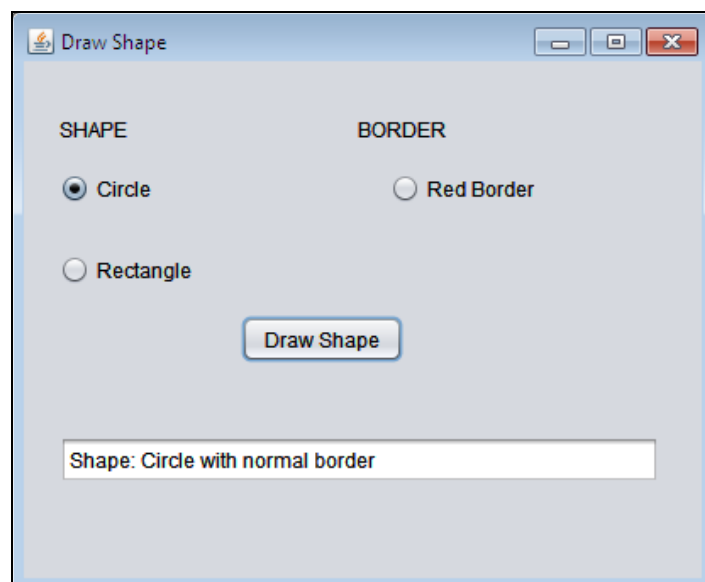 Draw Shape
SHAPE BORDER
Circle Red Border
Rectangle
Draw Shape
Shape: Circle with normal border